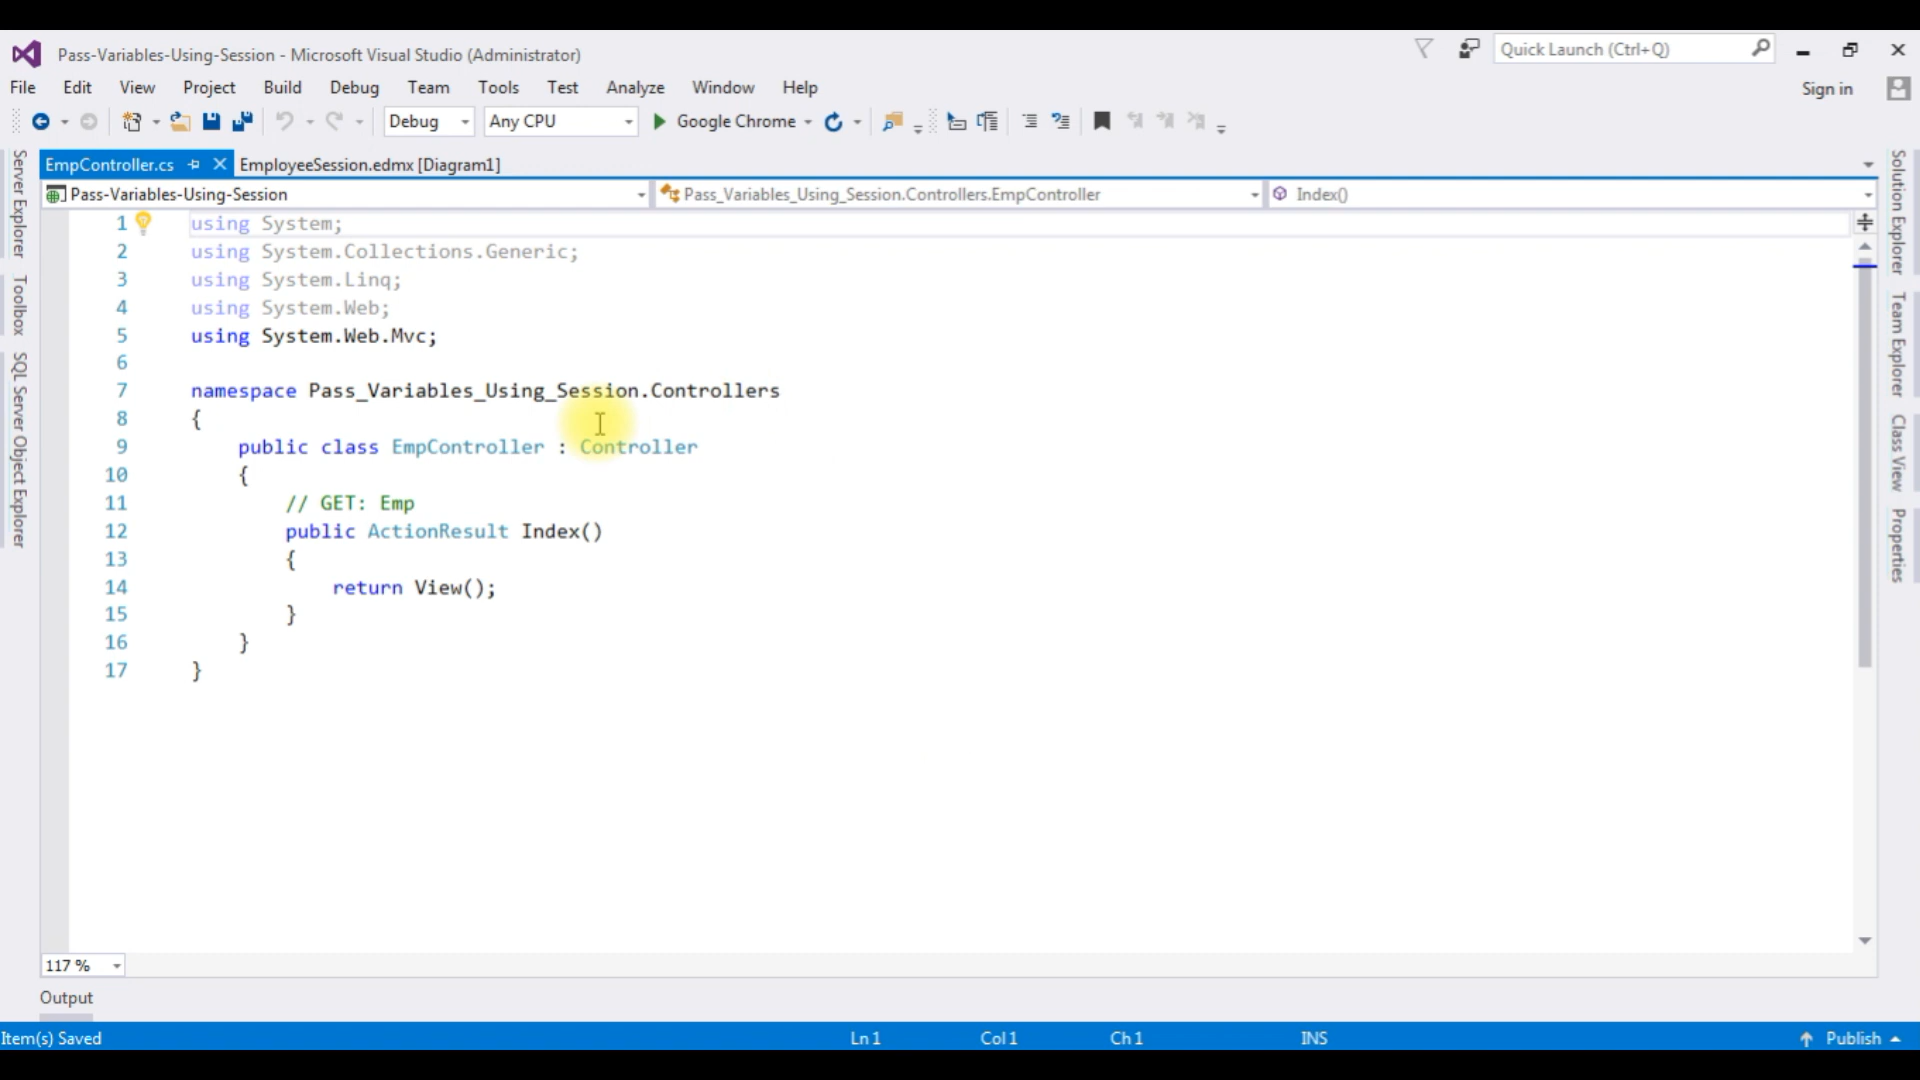 Pass-Variables-Using-Session - Microsoft Visual Studio (Administrator)
Quick Launch (Ctrl+Q)
File Edit View Project Build Debug Team Tools Test Analyze Window Help
Sign in
Debug Any CPU Google Chrome
EmpController.cs EmployeeSession.edmx [Diagram1]
Pass-Variables-Using-Session Pass_Variables_Using_Session.Controllers.EmpController Index()
Server Explorer
Toolbox
SQL Server Object Explorer
1 using System;
2 using System.Collections.Generic;
3 using System.Linq;
4 using System.Web;
5 using System.Web.Mvc;
6
7 namespace Pass_Variables_Using_Session.Controllers
8 {
9 public class EmpController : Controller
10 {
11 // GET: Emp
12 public ActionResult Index()
13 {
14 return View();
15 }
16 }
17 }
Solution Explorer
Team Explorer
Class View
Properties
117 %
Output
Item(s) Saved Ln 1 Col 1 Ch 1 INS Publish